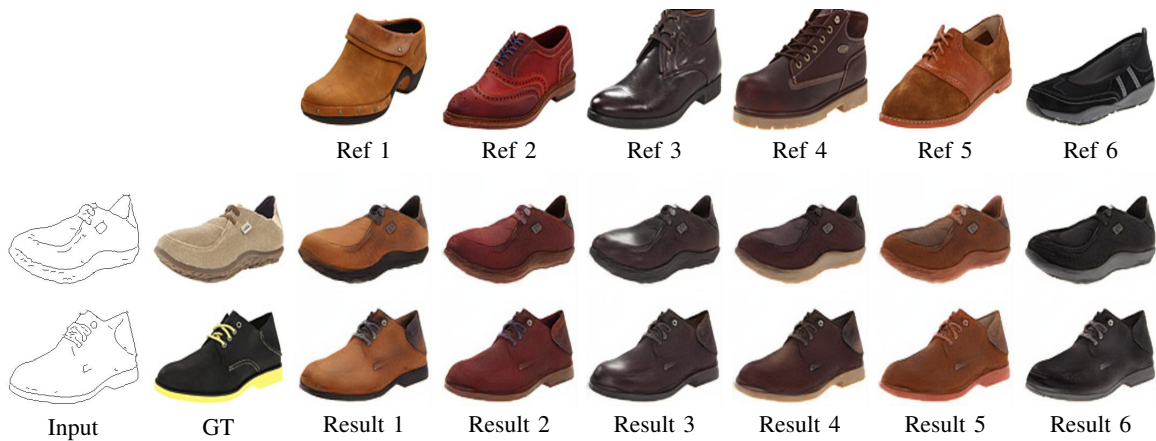 Ref 1 Ref 2 Ref 3 Ref 4 Ref 5 Ref 6
Input GT Result 1 Result 2 Result 3 Result 4 Result 5 Result 6